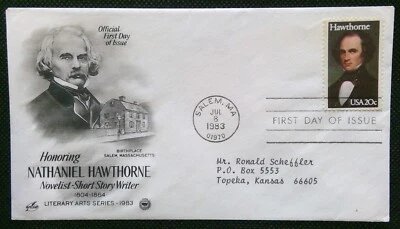 Official First Day
of Issue
Hawthorne
USA 20c
SALEM, MA
JUL
8
1983
01970
FIRST DAY OF ISSUE
BIRTHPLACE
SALEM, MASSACHUSETTS
Honoring
NATHANIEL HAWTHORNE
Novelist-Short Story Writer
1804-1864
LITERARY ARTS SERIES - 1983
Mr. Ronald Scheffler
P.O. Box 5553
Topeka, Kansas 66605